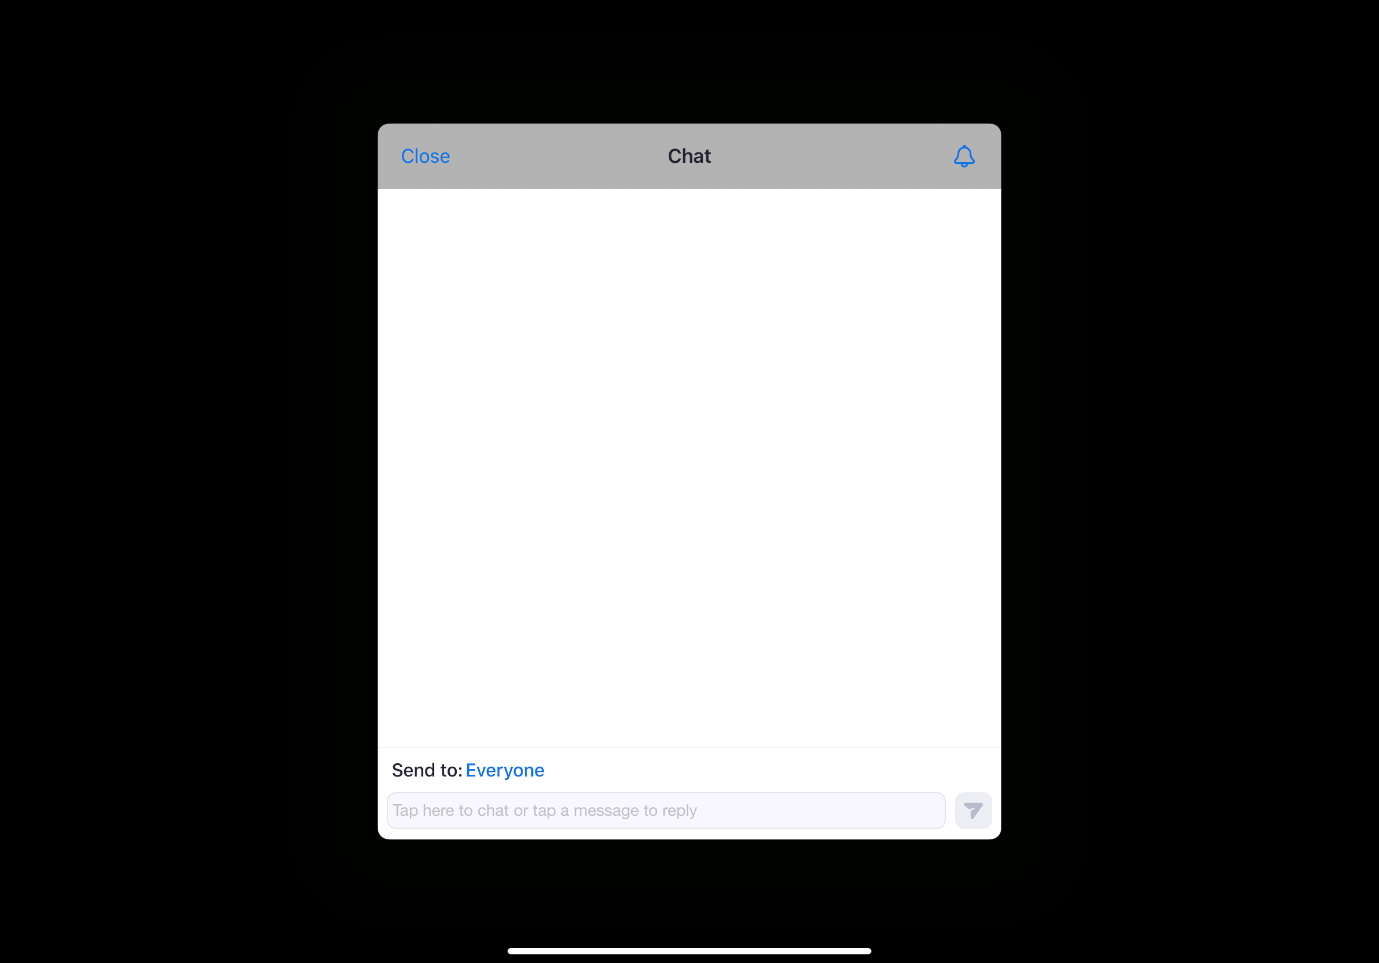 Close Chat
Send to: Everyone
Tap here to chat or tap a message to reply